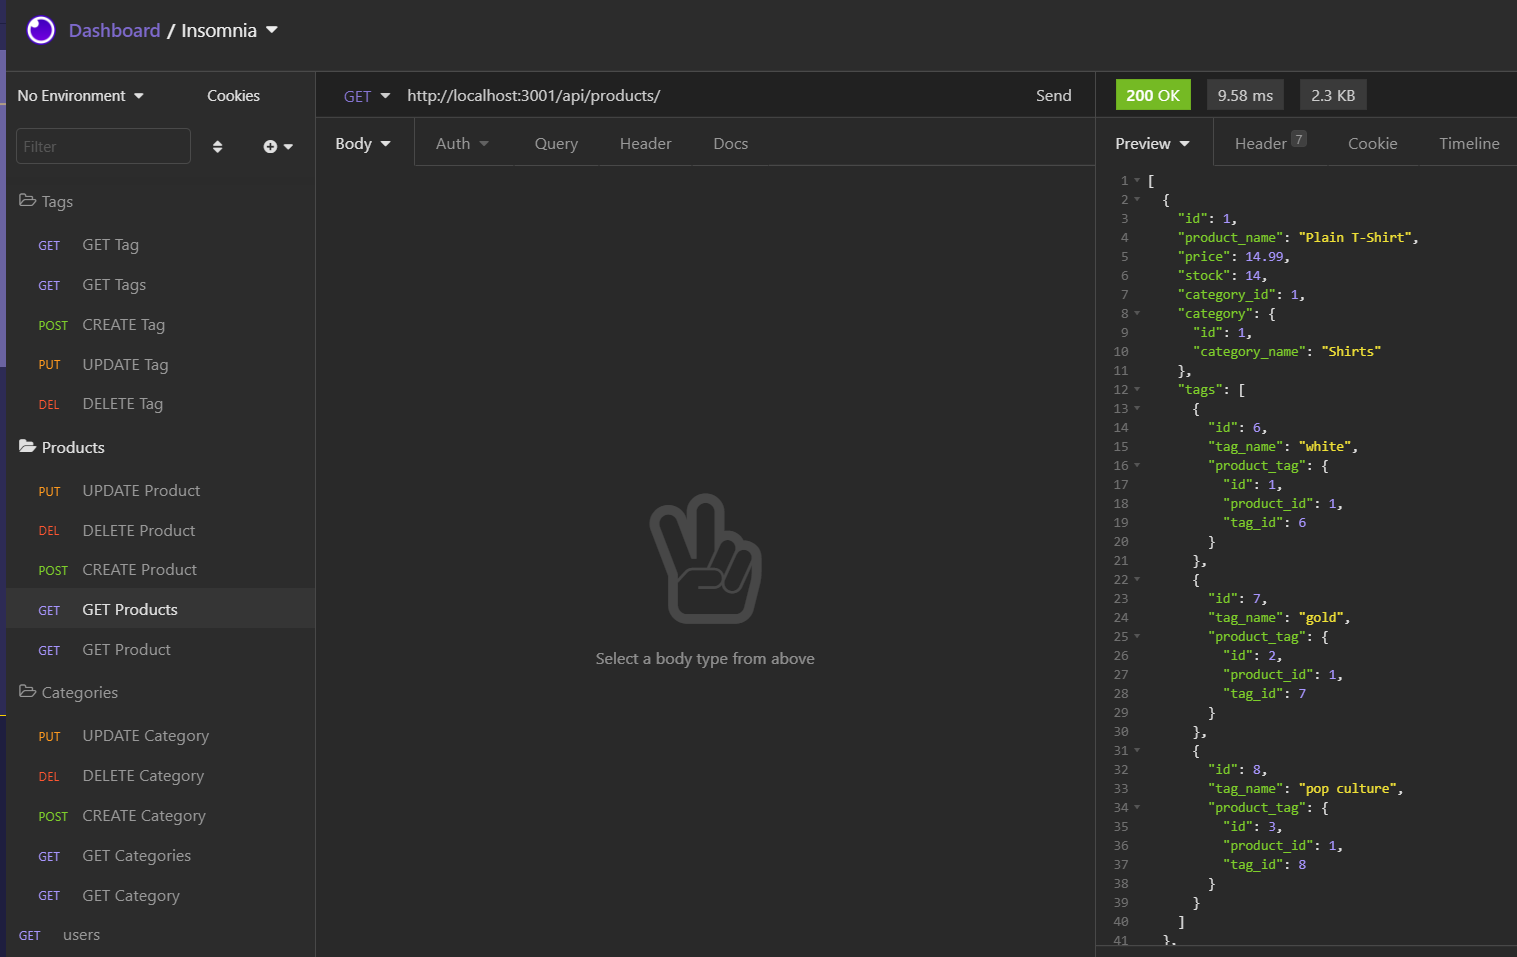 Dashboard / Insomnia
No Environment
Cookies
Filter
Tags
GET GET Tag
GET GET Tags
POST CREATE Tag
PUT UPDATE Tag
DEL DELETE Tag
Products
PUT UPDATE Product
DEL DELETE Product
POST CREATE Product
GET GET Products
GET GET Product
Categories
PUT UPDATE Category
DEL DELETE Category
POST CREATE Category
GET GET Categories
GET GET Category
GET users
GET http://localhost:3001/api/products/ Send
Body Auth Query Header Docs
Select a body type from above
200 OK 9.58 ms 2.3 KB
Preview Header 7 Cookie Timeline
1 [
2 {
3 "id": 1,
4 "product_name": "Plain T-Shirt",
5 "price": 14.99,
6 "stock": 14,
7 "category_id": 1,
8 "category": {
9 "id": 1,
10 "category_name": "Shirts"
11 },
12 "tags": [
13 {
14 "id": 6,
15 "tag_name": "white",
16 "product_tag": {
17 "id": 1,
18 "product_id": 1,
19 "tag_id": 6
20 }
21 },
22 {
23 "id": 7,
24 "tag_name": "gold",
25 "product_tag": {
26 "id": 2,
27 "product_id": 1,
28 "tag_id": 7
29 }
30 },
31 {
32 "id": 8,
33 "tag_name": "pop culture",
34 "product_tag": {
35 "id": 3,
36 "product_id": 1,
37 "tag_id": 8
38 }
39 }
40 ]
41 },